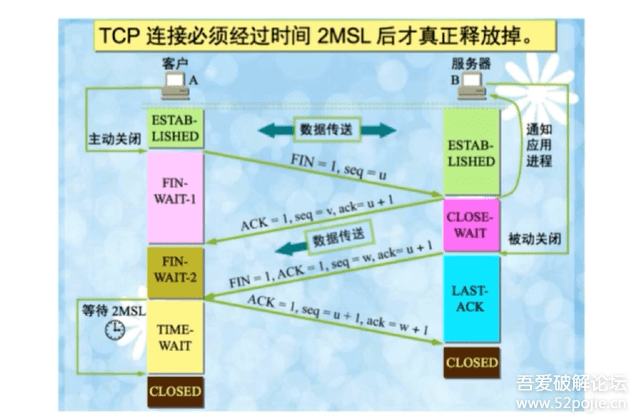 TCP 连接必须经过时间 2MSL 后才真正释放掉。
客户
A
服务器
B
主动关闭
ESTAB-
LISHED
数据传送
ESTAB-
LISHED
通知
应用
进程
FIN = 1, seq = u
FIN-
WAIT-1
ACK = 1, seq = v, ack= u + 1
CLOSE-
WAIT
数据传送
被动关闭
FIN-
WAIT-2
FIN = 1, ACK = 1, seq = w, ack= u + 1
LAST-
ACK
等待 2MSL
ACK = 1, seq = u + 1, ack = w + 1
TIME-
WAIT
CLOSED
CLOSED
吾爱破解论坛
www.52pojie.cn